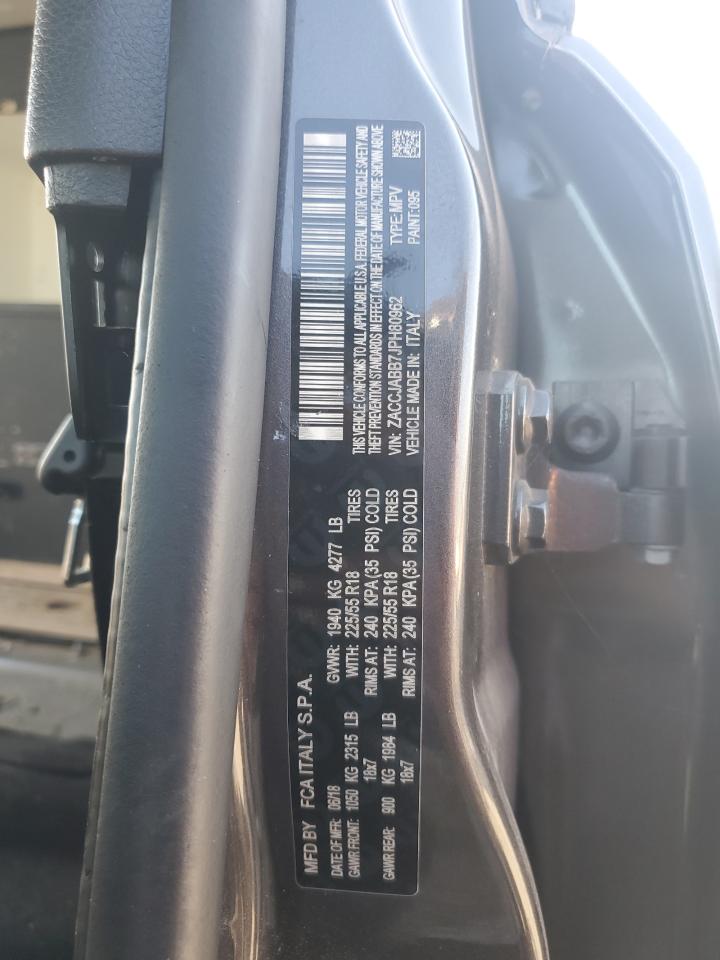 MFD BY FCA ITALY S.P.A.
DATE OF MFR: 06/18 GVWR: 1940 KG 4277 LB
GAWR FRONT: 1050 KG 2315 LB WITH: 225/55 R18 TIRES
18x7 RIMS AT: 240 KPA(35 PSI) COLD
GAWR REAR: 900 KG 1984 LB WITH: 225/55 R18 TIRES
18x7 RIMS AT: 240 KPA(35 PSI) COLD
THIS VEHICLE CONFORMS TO ALL APPLICABLE U.S.A. FEDERAL MOTOR VEHICLE SAFETY AND
THEFT PREVENTION STANDARDS IN EFFECT ON THE DATE OF MANUFACTURE SHOWN ABOVE
VIN: ZACCJABB7JPH80962 TYPE:MPV
VEHICLE MADE IN: ITALY PAINT:095